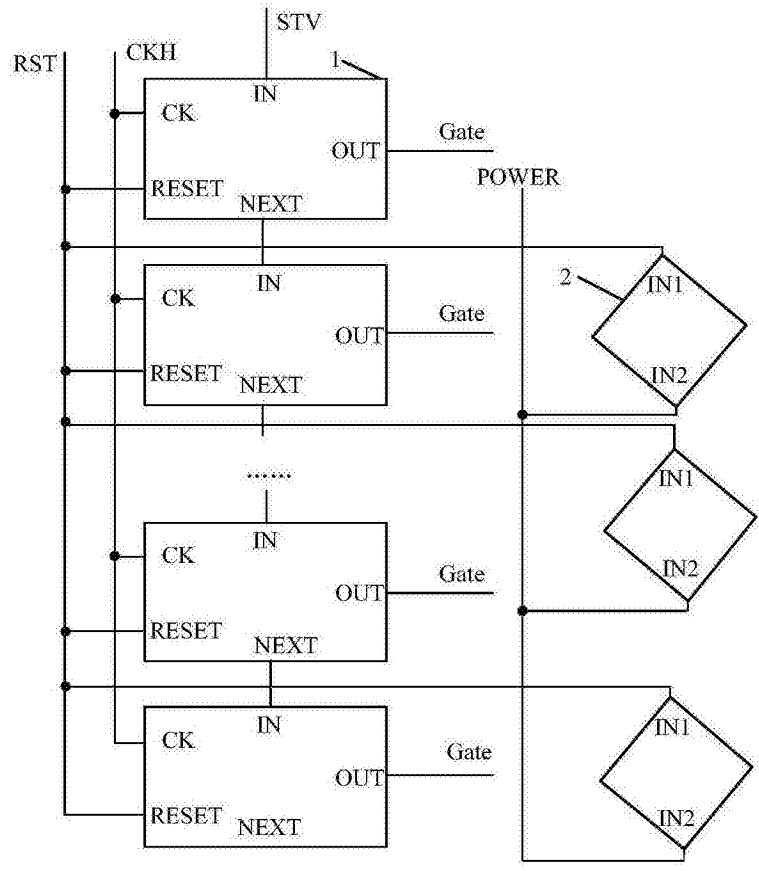 STV
RST
CKH
1
IN
CK
OUT
Gate
RESET
NEXT
POWER
IN
CK
OUT
Gate
RESET
NEXT
2
IN1
IN2
......
IN
CK
OUT
Gate
RESET
NEXT
IN1
IN2
IN
CK
OUT
Gate
RESET
NEXT
IN1
IN2